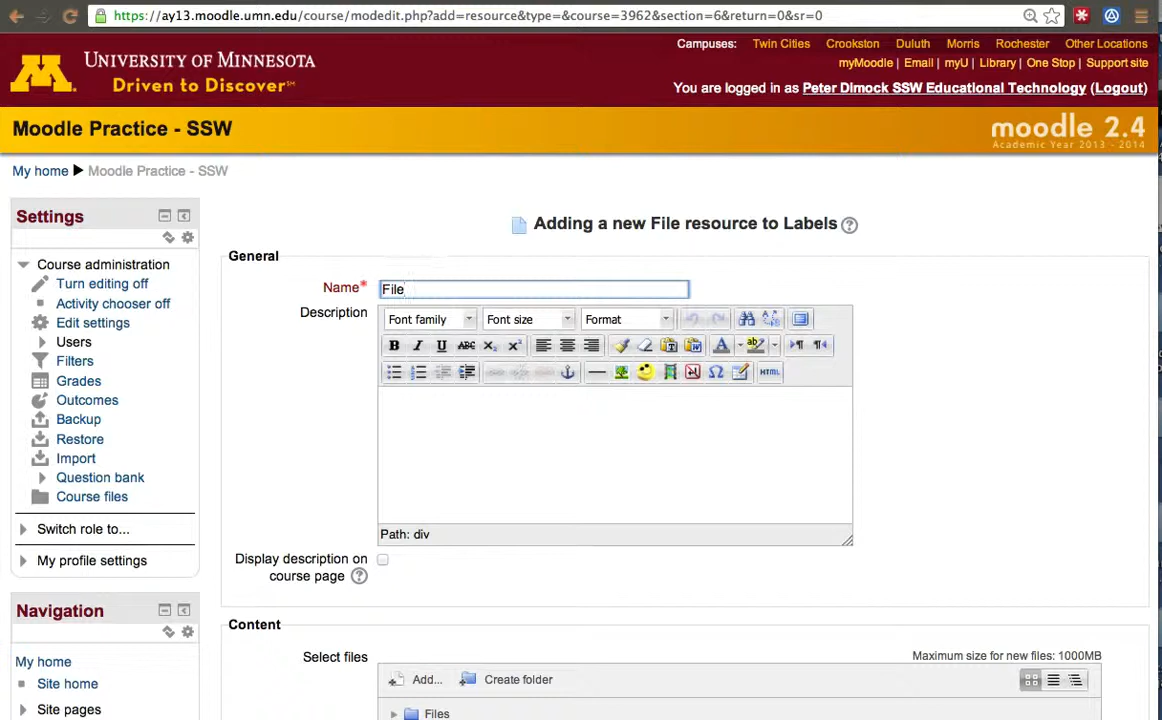 https://ay13.moodle.umn.edu/course/modedit.php?add=resource&type=&course=3962&section=6&return=0&sr=0
Campuses: Twin Cities Crookston Duluth Morris Rochester Other Locations
UNIVERSITY OF MINNESOTA
myMoodle | Email | myU | Library | One Stop | Support site
Driven to Discover℠
You are logged in as Peter Dimock SSW Educational Technology (Logout)
Moodle Practice - SSW
moodle 2.4
Academic Year 2013 - 2014
My home Moodle Practice - SSW
Settings
Adding a new File resource to Labels
General
Course administration
Turn editing off
Name* File
Activity chooser off
Description
Font family Font size Format
Edit settings
Users
B I U ABC
Filters
Grades
HTML
Outcomes
Backup
Restore
Import
Question bank
Course files
Switch role to...
Path: div
My profile settings
Display description on
course page
Navigation
Content
Select files
Maximum size for new files: 1000MB
My home
Add... Create folder
Site home
Site pages
Files